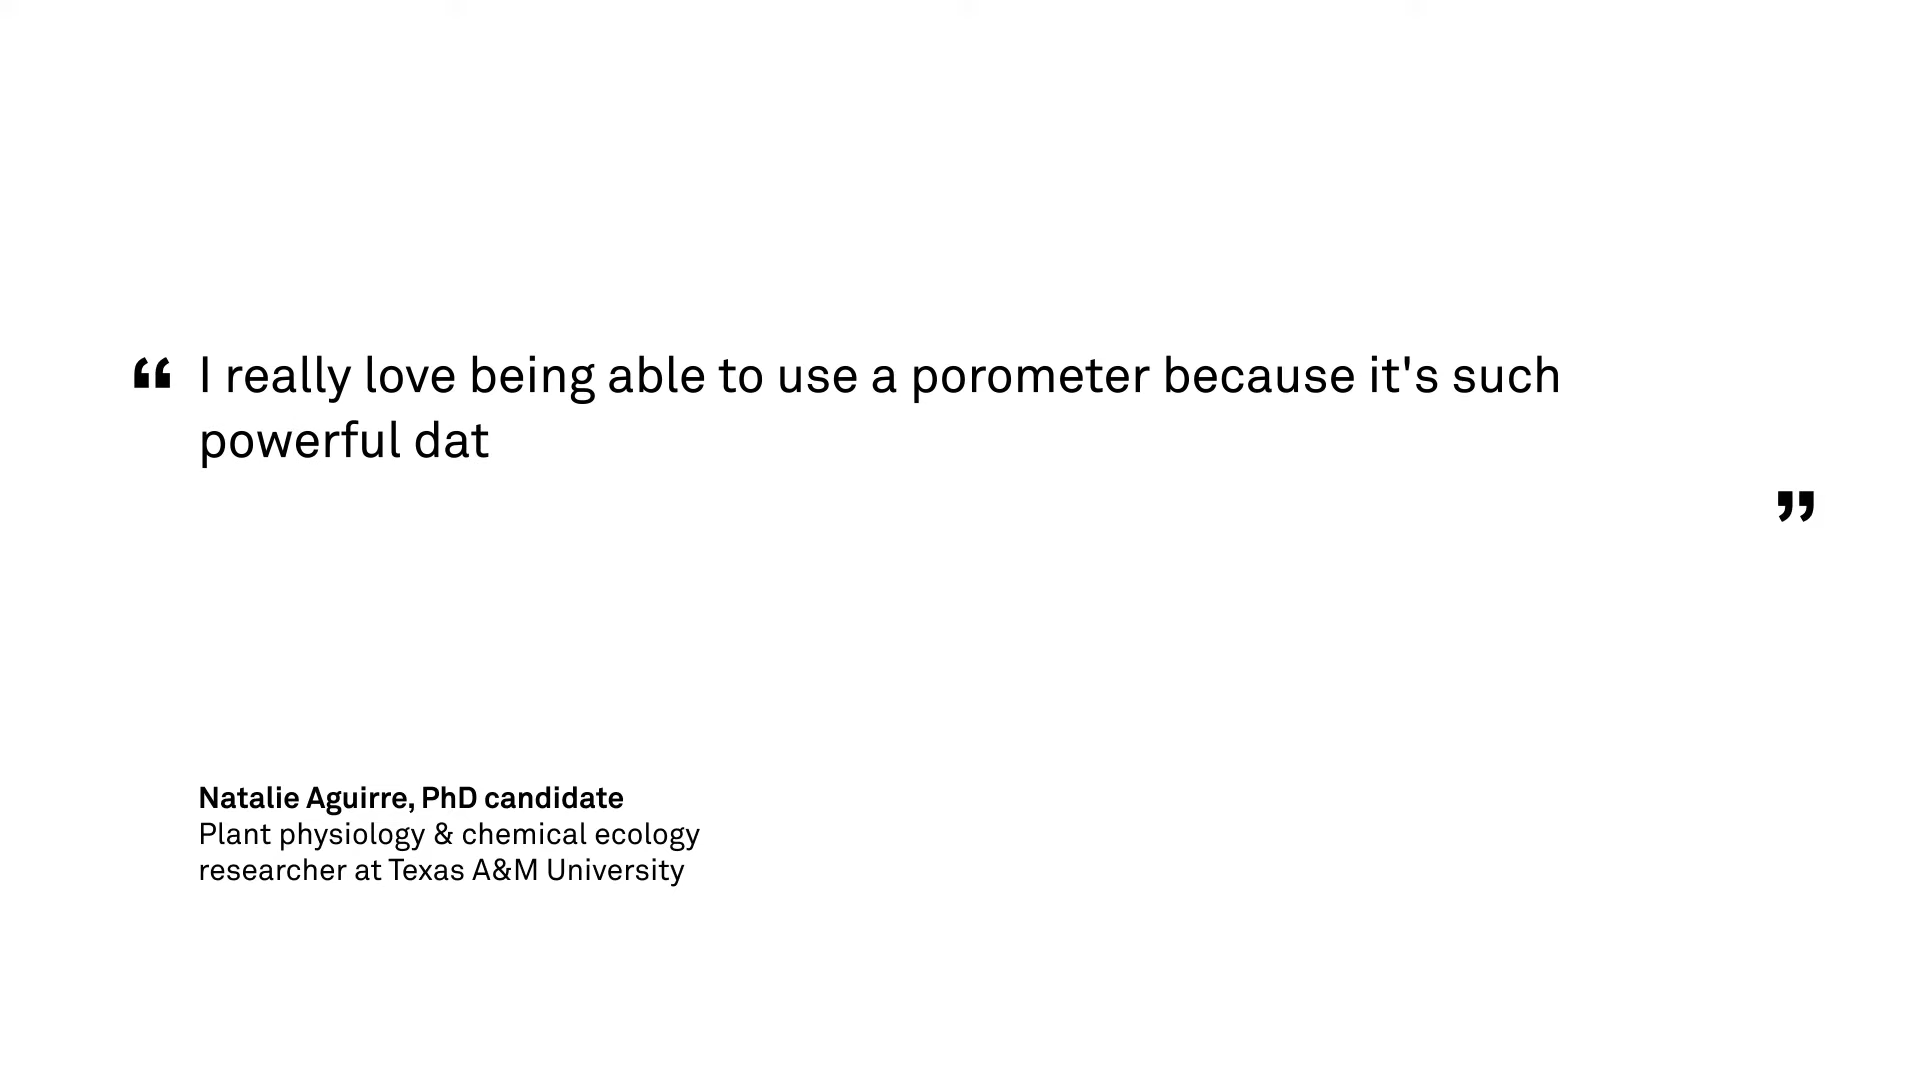 “ I really love being able to use a porometer because it's such
powerful dat
”
Natalie Aguirre, PhD candidate
Plant physiology & chemical ecology
researcher at Texas A&M University